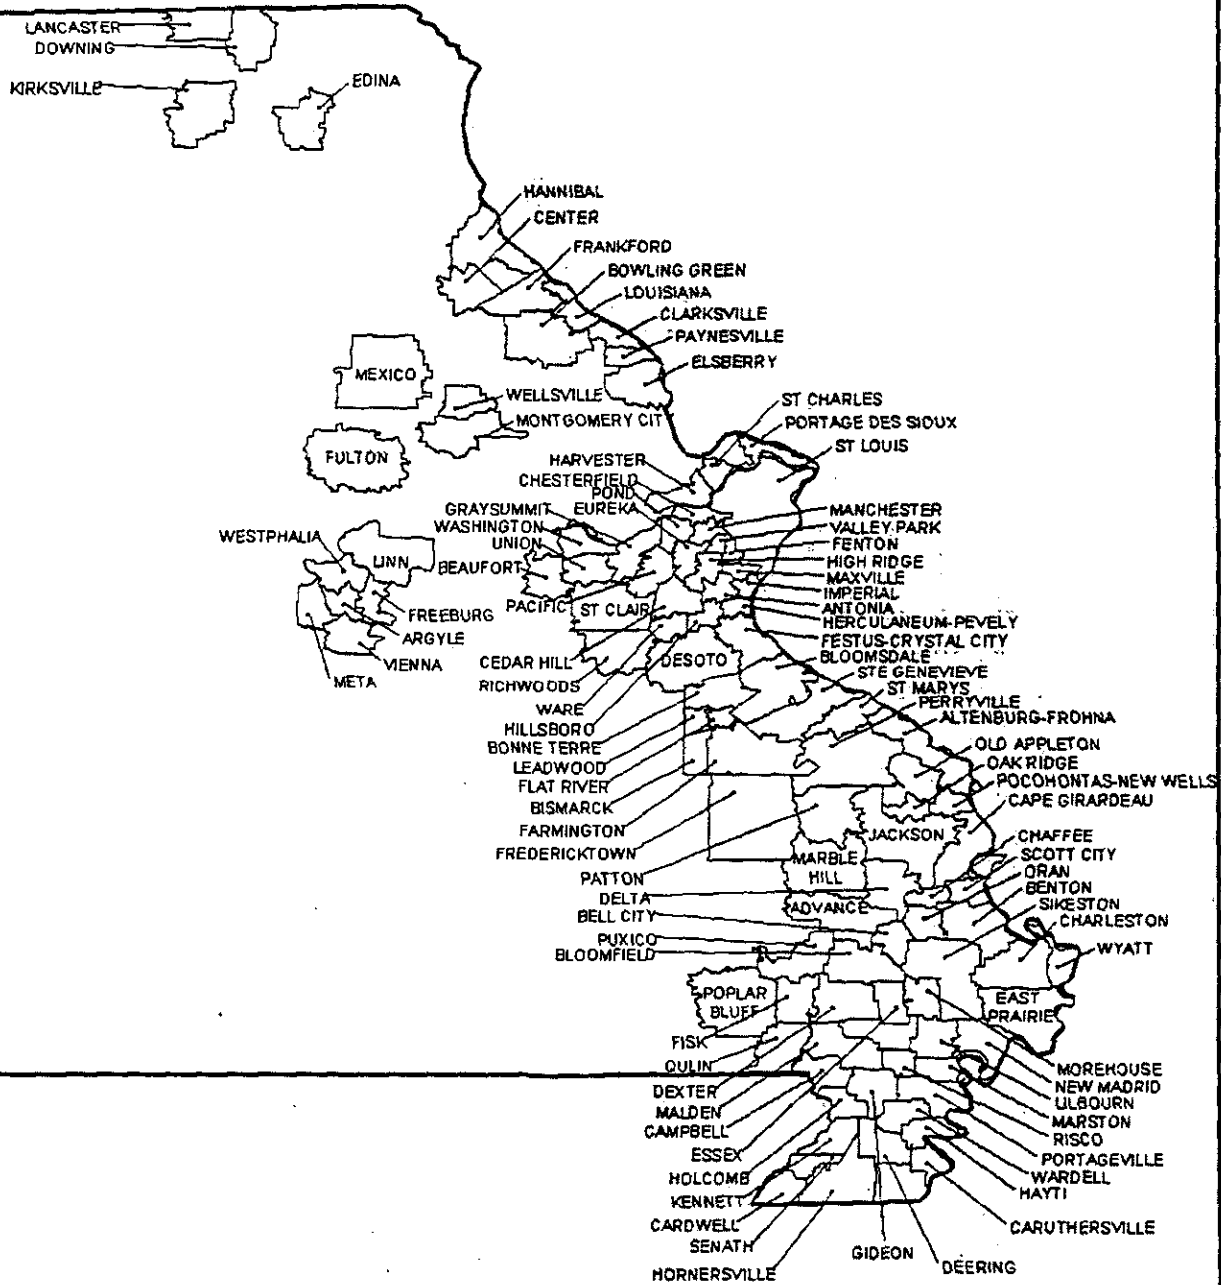 LANCASTER
DOWNING
KIRKSVILLE
EDINA
HANNIBAL
CENTER
FRANKFORD
BOWLING GREEN
LOUISIANA
CLARKSVILLE
PAYNESVILLE
ELSBERRY
MEXICO
WELLSVILLE
MONTGOMERY CIT
FULTON
ST CHARLES
PORTAGE DES SIOUX
ST LOUIS
HARVESTER
CHESTERFIELD
POND
EUREKA
GRAYSUMMIT
WASHINGTON
UNION
BEAUFORT
PACIFIC
ST CLAIR
MANCHESTER
VALLEY PARK
FENTON
HIGH RIDGE
MAXVILLE
IMPERIAL
ANTONIA
HERCULANEUM-PEVELY
FESTUS-CRYSTAL CITY
WESTPHALIA
LINN
FREEBURG
ARGYLE
VIENNA
META
CEDAR HILL
DESOTO
RICHWOODS
WARE
HILLSBORO
BONNE TERRE
LEADWOOD
FLAT RIVER
BISMARCK
FARMINGTON
FREDERICKTOWN
PATTON
BLOOMSDALE
STE GENEVIEVE
ST MARYS
PERRYVILLE
ALTENBURG-FROHNA
OLD APPLETON
OAK RIDGE
POCOHONTAS-NEW WELLS
CAPE GIRARDEAU
JACKSON
MARBLE
HILL
CHAFFEE
SCOTT CITY
ORAN
BENTON
SIKESTON
CHARLESTON
WYATT
DELTA
ADVANCE
BELL CITY
PUXICO
BLOOMFIELD
POPLAR
BLUFF
EAST
PRAIRIE
FISK
QULIN
DEXTER
MALDEN
CAMPBELL
ESSEX
HOLCOMB
KENNETT
CARDWELL
SENATH
HORNERSVILLE
MOREHOUSE
NEW MADRID
LILBOURN
MARSTON
RISCO
PORTAGEVILLE
WARDELL
HAYTI
CARUTHERSVILLE
GIDEON
DEERING